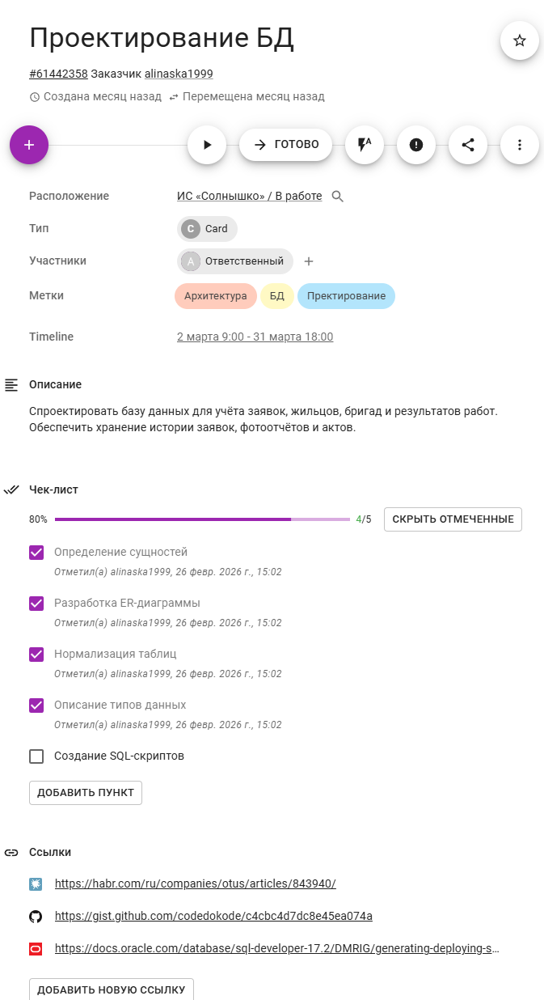 Проектирование БД
#61442358 Заказчик alinaska1999
Создана месяц назад Перемещена месяц назад
ГОТОВО
Расположение ИС «Солнышко» / В работе
Тип C Card
Участники A Ответственный
Метки Архитектура БД Пректирование
Timeline 2 марта 9:00 - 31 марта 18:00
Описание
Спроектировать базу данных для учёта заявок, жильцов, бригад и результатов работ.
Обеспечить хранение истории заявок, фотоотчётов и актов.
Чек-лист
80% 4/5 СКРЫТЬ ОТМЕЧЕННЫЕ
Определение сущностей
Отметил(а) alinaska1999, 26 февр. 2026 г., 15:02
Разработка ER-диаграммы
Отметил(а) alinaska1999, 26 февр. 2026 г., 15:02
Нормализация таблиц
Отметил(а) alinaska1999, 26 февр. 2026 г., 15:02
Описание типов данных
Отметил(а) alinaska1999, 26 февр. 2026 г., 15:02
Создание SQL-скриптов
ДОБАВИТЬ ПУНКТ
Ссылки
https://habr.com/ru/companies/otus/articles/843940/
https://gist.github.com/codedokode/c4cbc4d7dc8e45ea074a
https://docs.oracle.com/database/sql-developer-17.2/DMRIG/generating-deploying-s...
ДОБАВИТЬ НОВУЮ ССЫЛКУ